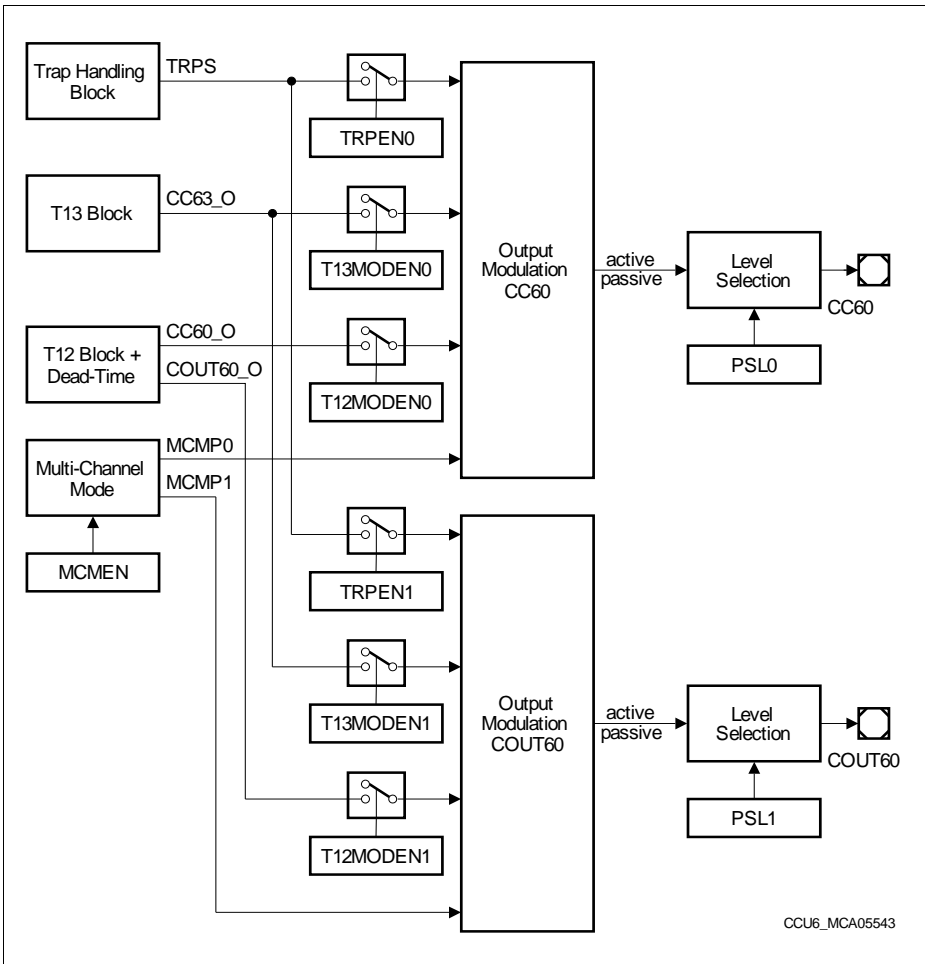 Trap Handling
Block
TRPS
TRPEN0
T13 Block
CC63_O
T13MODEN0
T12 Block +
Dead-Time
CC60_O
COUT60_O
T12MODEN0
Multi-Channel
Mode
MCMP0
MCMP1
MCMEN
Output
Modulation
CC60
active
passive
Level
Selection
CC60
PSL0
TRPEN1
T13MODEN1
T12MODEN1
Output
Modulation
COUT60
active
passive
Level
Selection
COUT60
PSL1
CCU6_MCA05543